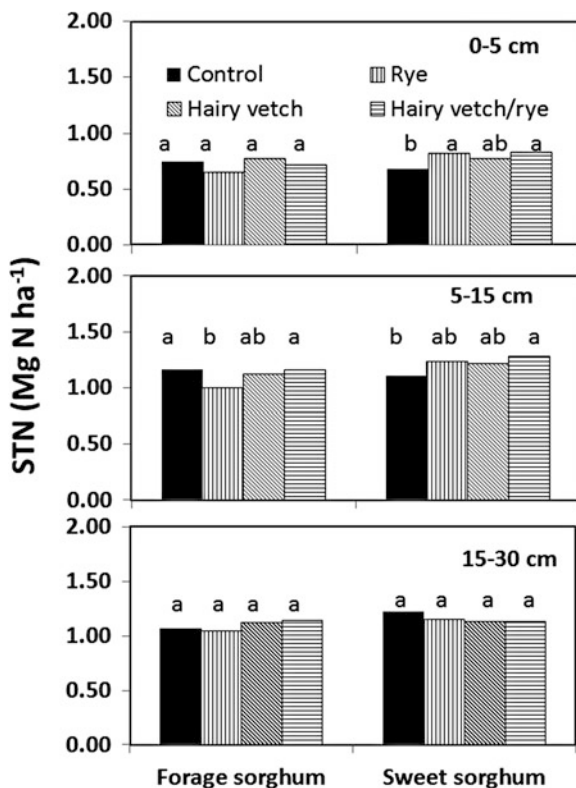 2.00
0-5 cm
1.50
Control
Rye
Hairy vetch
Hairy vetch/rye
1.00
a a a a b a ab a
0.50
0.00
2.00
5-15 cm
1.50
a b ab a b ab ab a
1.00
0.50
0.00
STN (Mg N ha⁻¹)
2.00
15-30 cm
1.50
a a a a a a a a
1.00
0.50
0.00
Forage sorghum Sweet sorghum